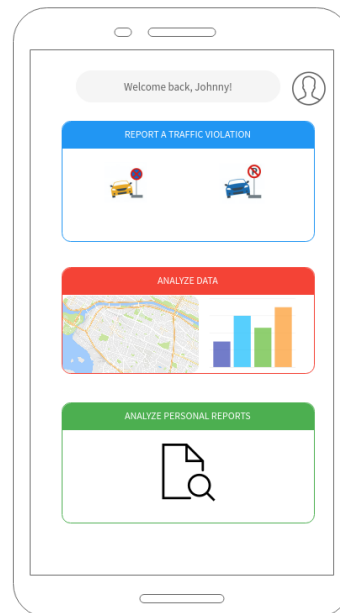 Welcome back, Johnny!
REPORT A TRAFFIC VIOLATION
ANALYZE DATA
ANALYZE PERSONAL REPORTS